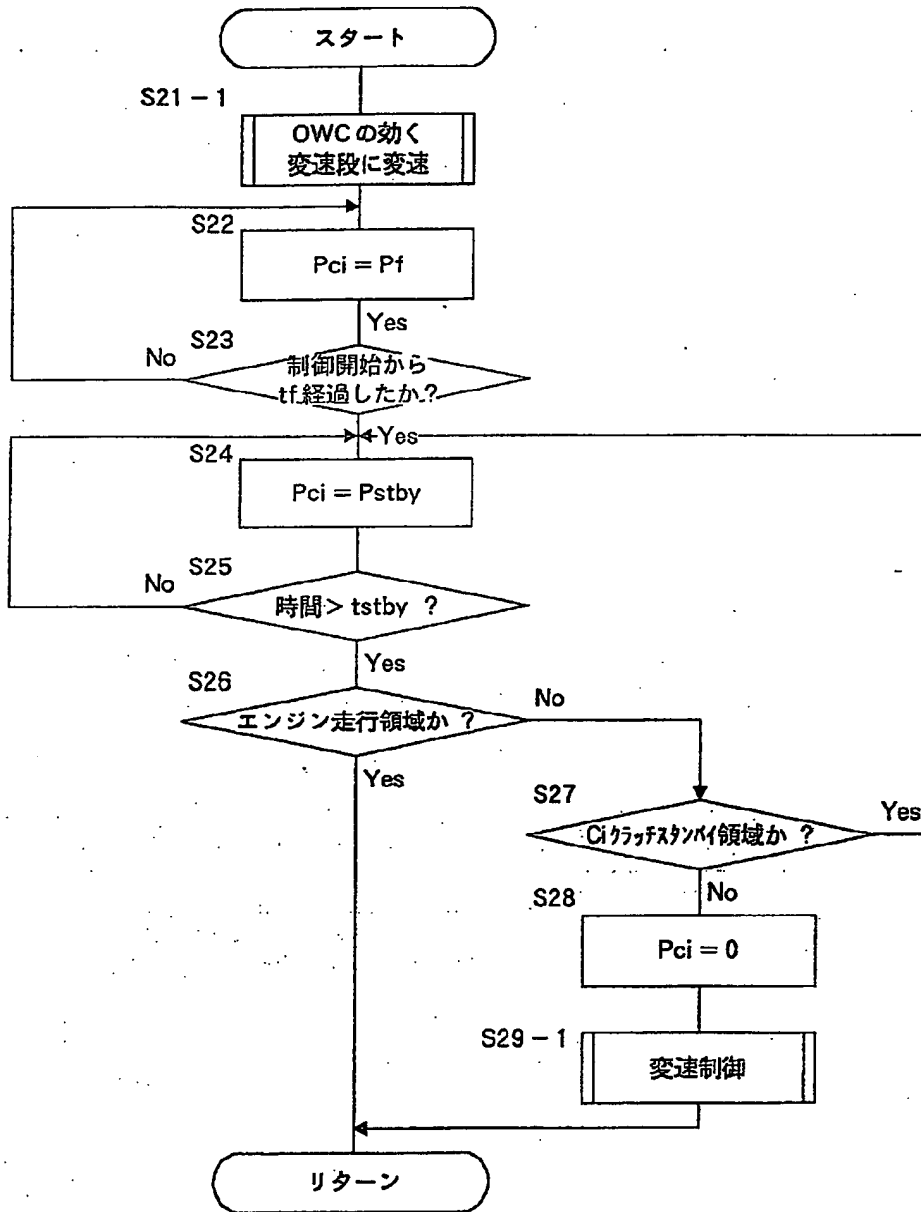 スタート
S21－1
OWCの効く
変速段に変速
S22
Pci = Pf
Yes
S23
No
制御開始から
tf経過したか？
Yes
S24
Pci = Pstby
S25
No
時間＞tstby ？
Yes
S26
エンジン走行領域か ？
No
Yes
S27
Ciクラッチスタンバイ領域か ？
Yes
No
S28
Pci = 0
S29－1
変速制御
リターン